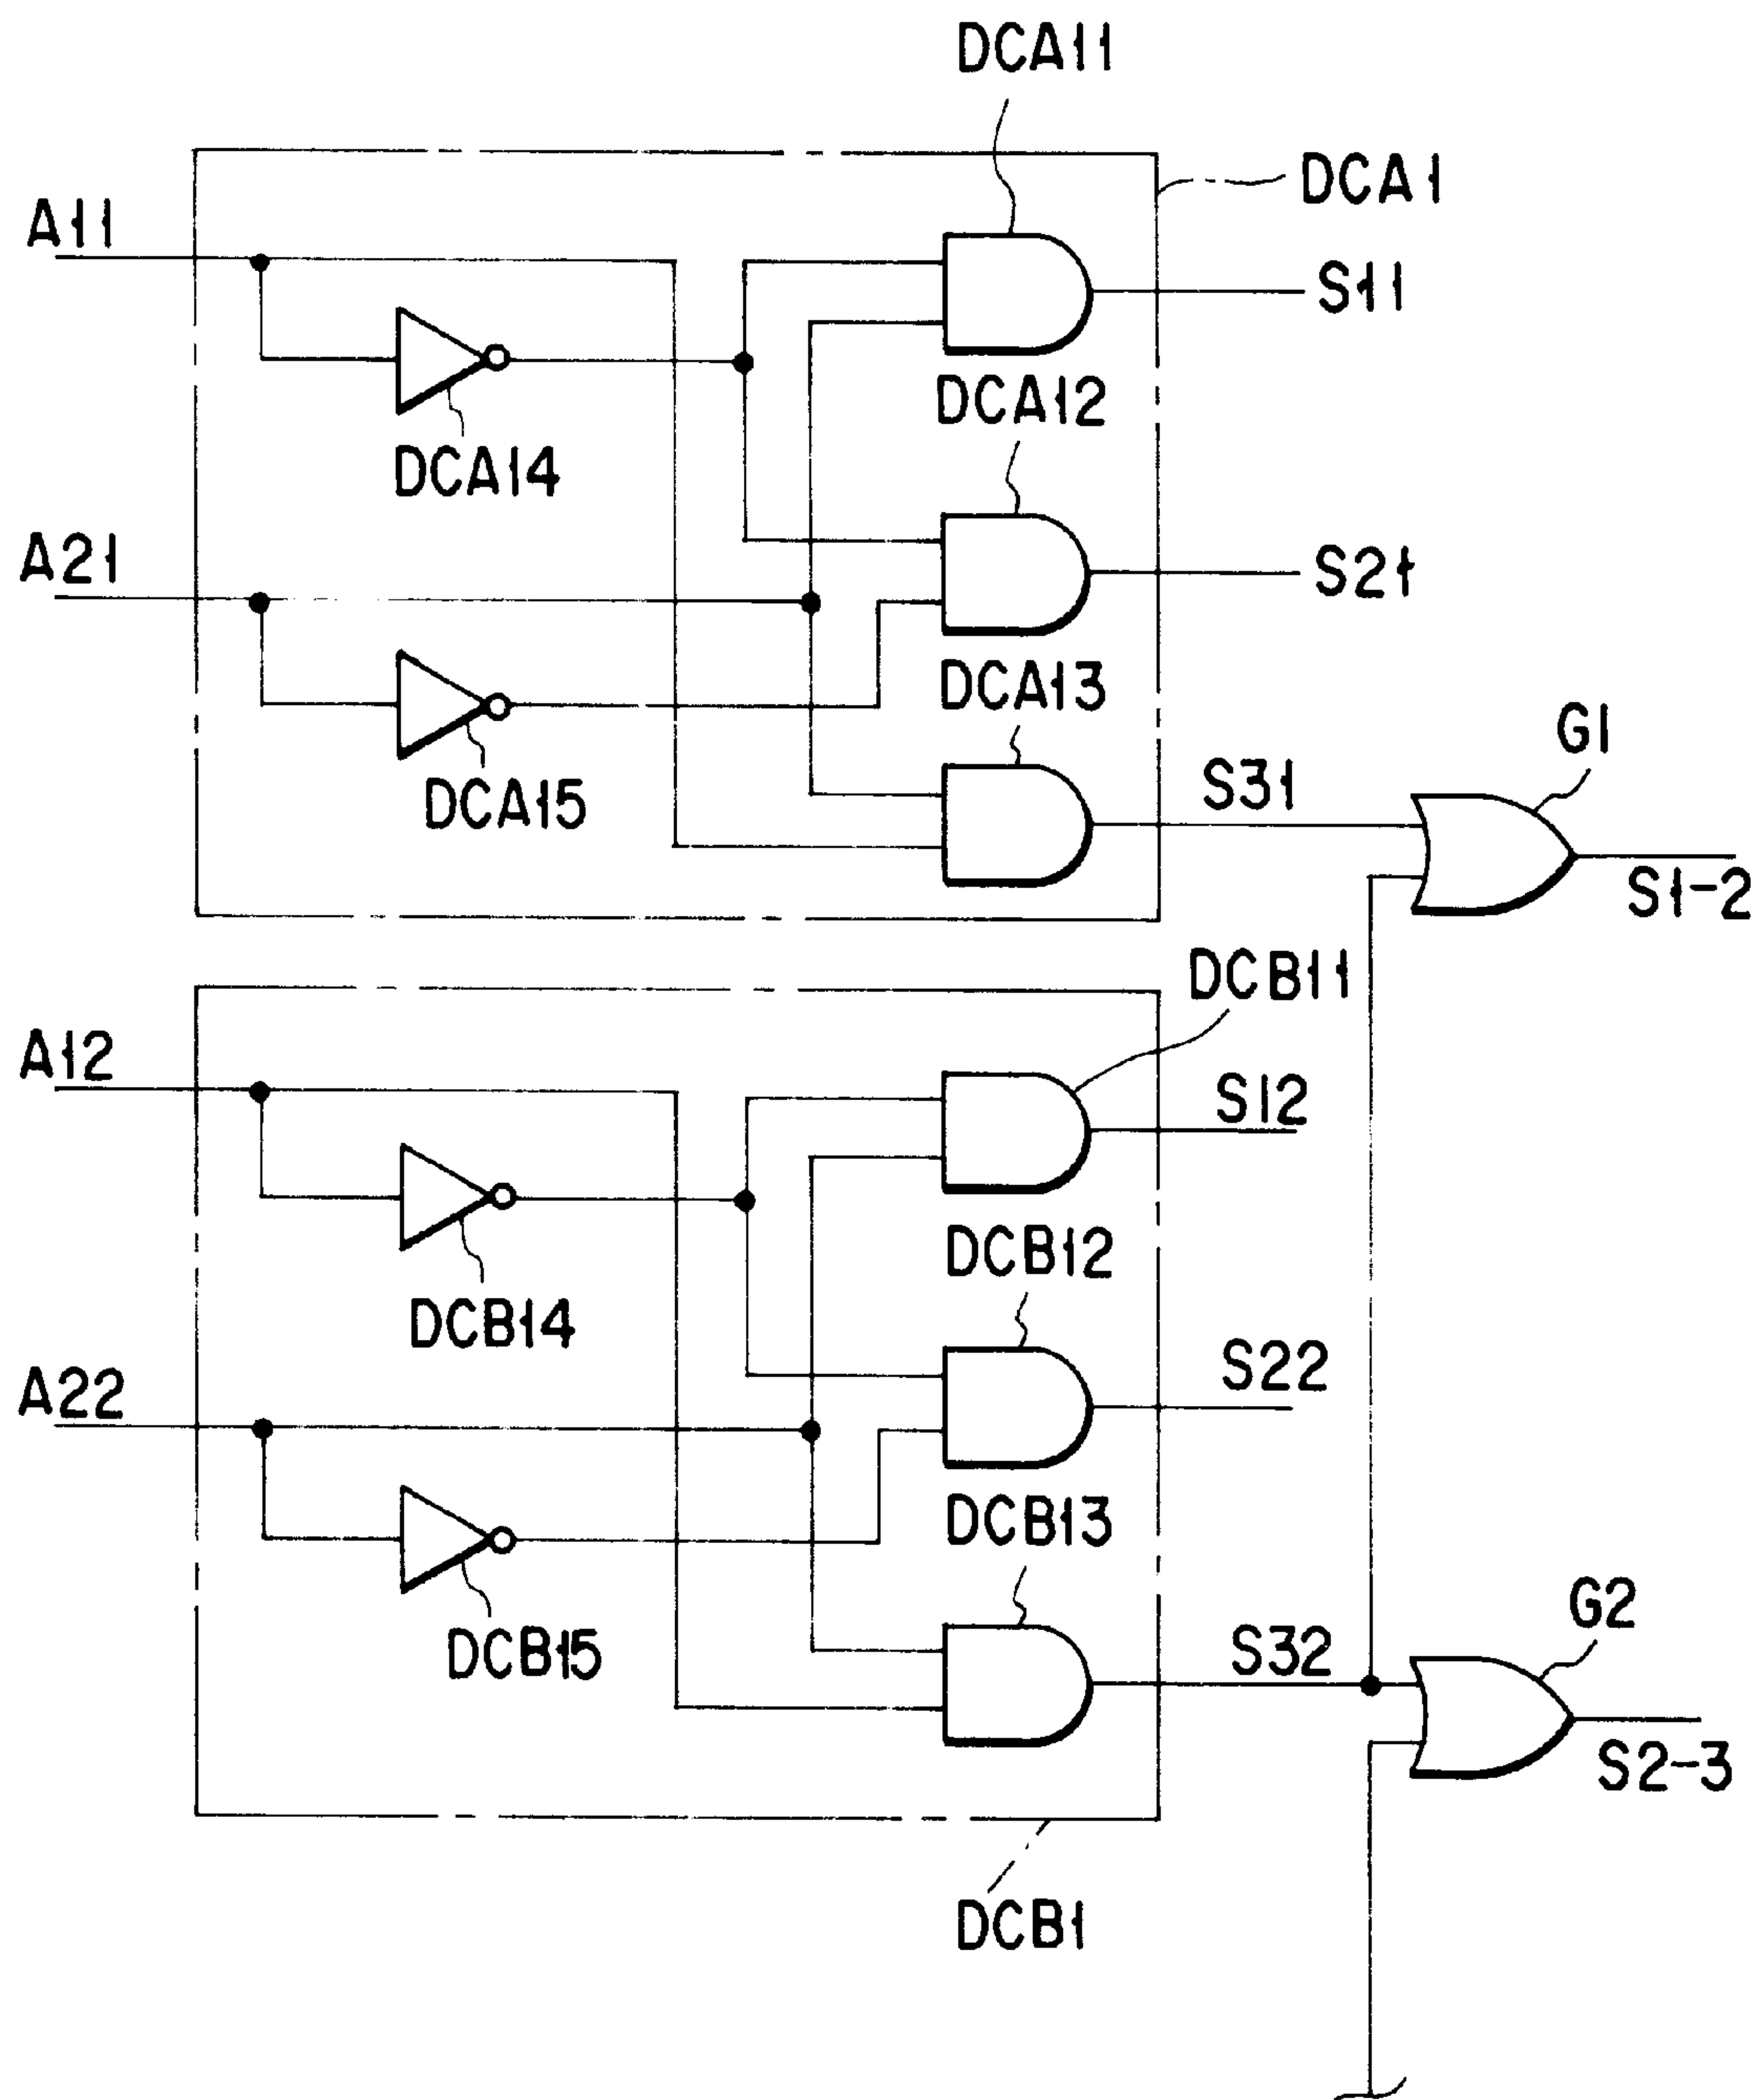 DCA11
DCA1
A11
S11
DCA12
DCA14
A21
S21
DCA13
DCA15
S31
G1
S1-2
DCB11
A12
S12
DCB12
DCB14
A22
S22
DCB13
DCB15
S32
G2
S2-3
DCB1